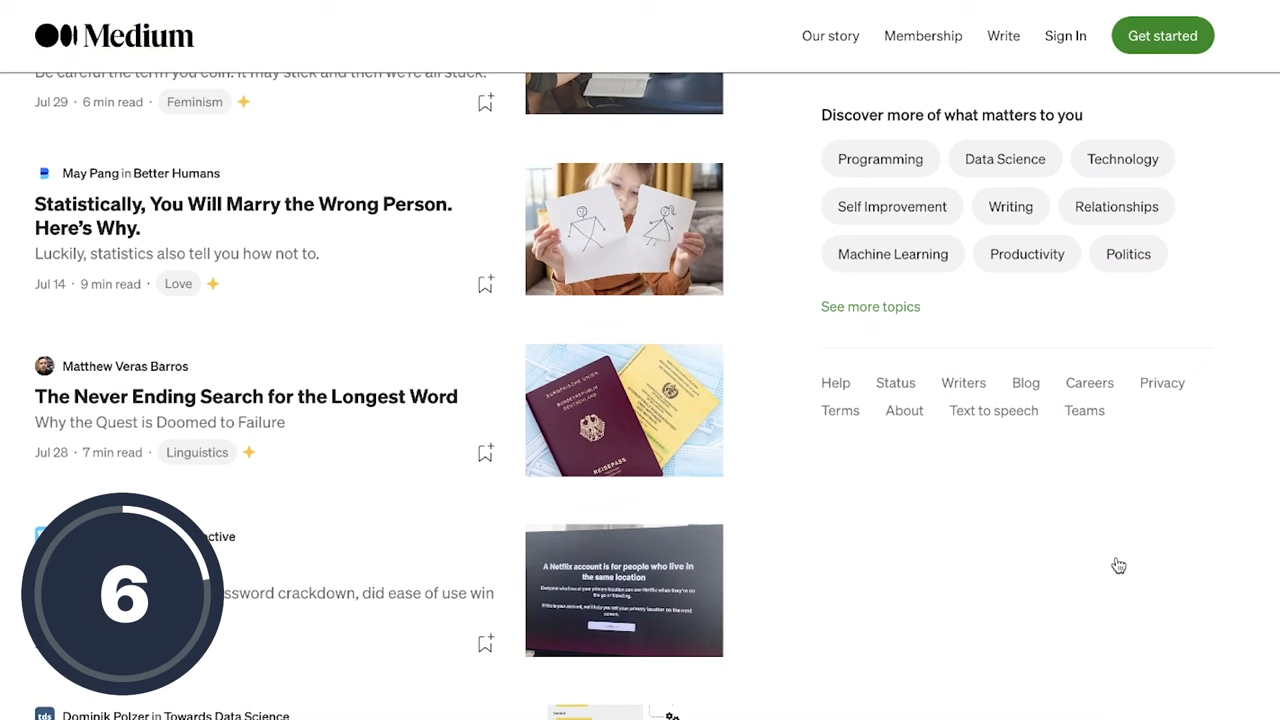 Medium
Our story
Membership
Write
Sign In
Get started
Be careful the term you coin. It may stick and then we're all stuck.
Jul 29 · 6 min read ·
Feminism
May Pang in Better Humans
Statistically, You Will Marry the Wrong Person.
Here's Why.
Luckily, statistics also tell you how not to.
Jul 14 · 9 min read ·
Love
Matthew Veras Barros
The Never Ending Search for the Longest Word
Why the Quest is Doomed to Failure
Jul 28 · 7 min read ·
Linguistics
EUROPÄISCHE UNION
BUNDESREPUBLIK
DEUTSCHLAND
REISEPASS
6
ctive
ssword crackdown, did ease of use win
A Netflix account is for people who live in
the same location
Dominik Polzer in Towards Data Science
tds
Discover more of what matters to you
Programming
Data Science
Technology
Self Improvement
Writing
Relationships
Machine Learning
Productivity
Politics
See more topics
Help
Status
Writers
Blog
Careers
Privacy
Terms
About
Text to speech
Teams